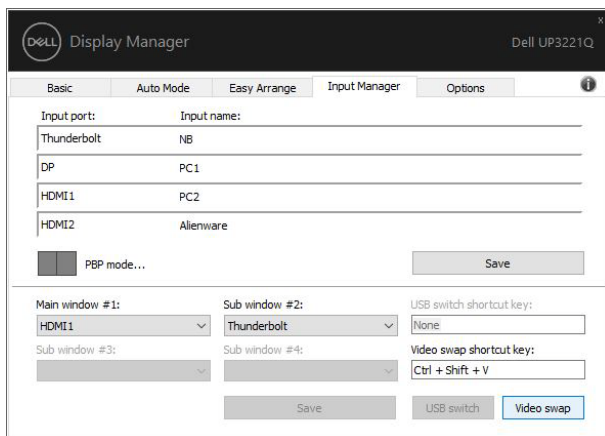 x
DELL Display Manager Dell UP3221Q
Basic Auto Mode Easy Arrange Input Manager Options i
Input port: Input name:
Thunderbolt NB
DP PC1
HDMI1 PC2
HDMI2 Alienware
PBP mode... Save
Main window #1: Sub window #2: USB switch shortcut key:
HDMI1 Thunderbolt None
Sub window #3: Sub window #4: Video swap shortcut key:
Ctrl + Shift + V
Save USB switch Video swap